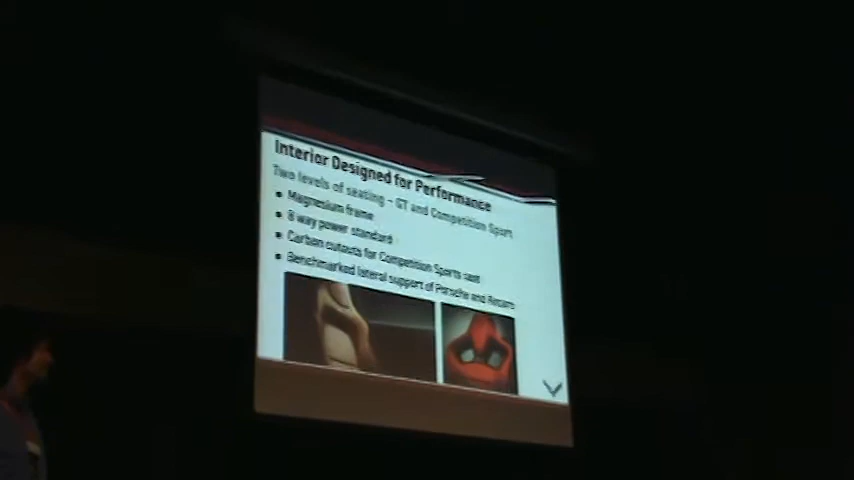 Interior Designed for Performance
Two levels of seating – GT and Competition Sport
• Magnesium frame
• 8 way power standard
• Carbon cutouts for Competition Sports seat
• Benchmarked lateral support of Porsche and Recaro